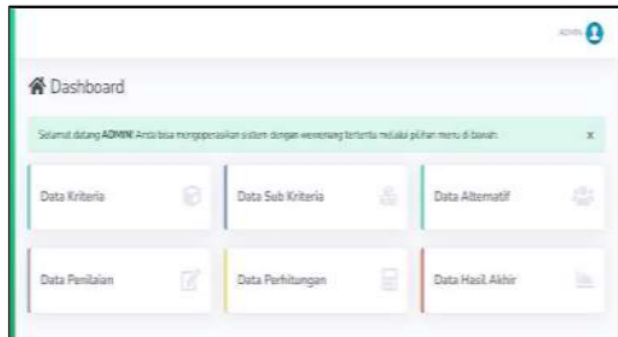 ADMIN
Dashboard
Selamat datang ADMIN! Anda bisa mengoperasikan sistem dengan wewenang tertentu melalui pilihan menu di bawah.
x
Data Kriteria
Data Sub Kriteria
Data Alternatif
Data Penilaian
Data Perhitungan
Data Hasil Akhir